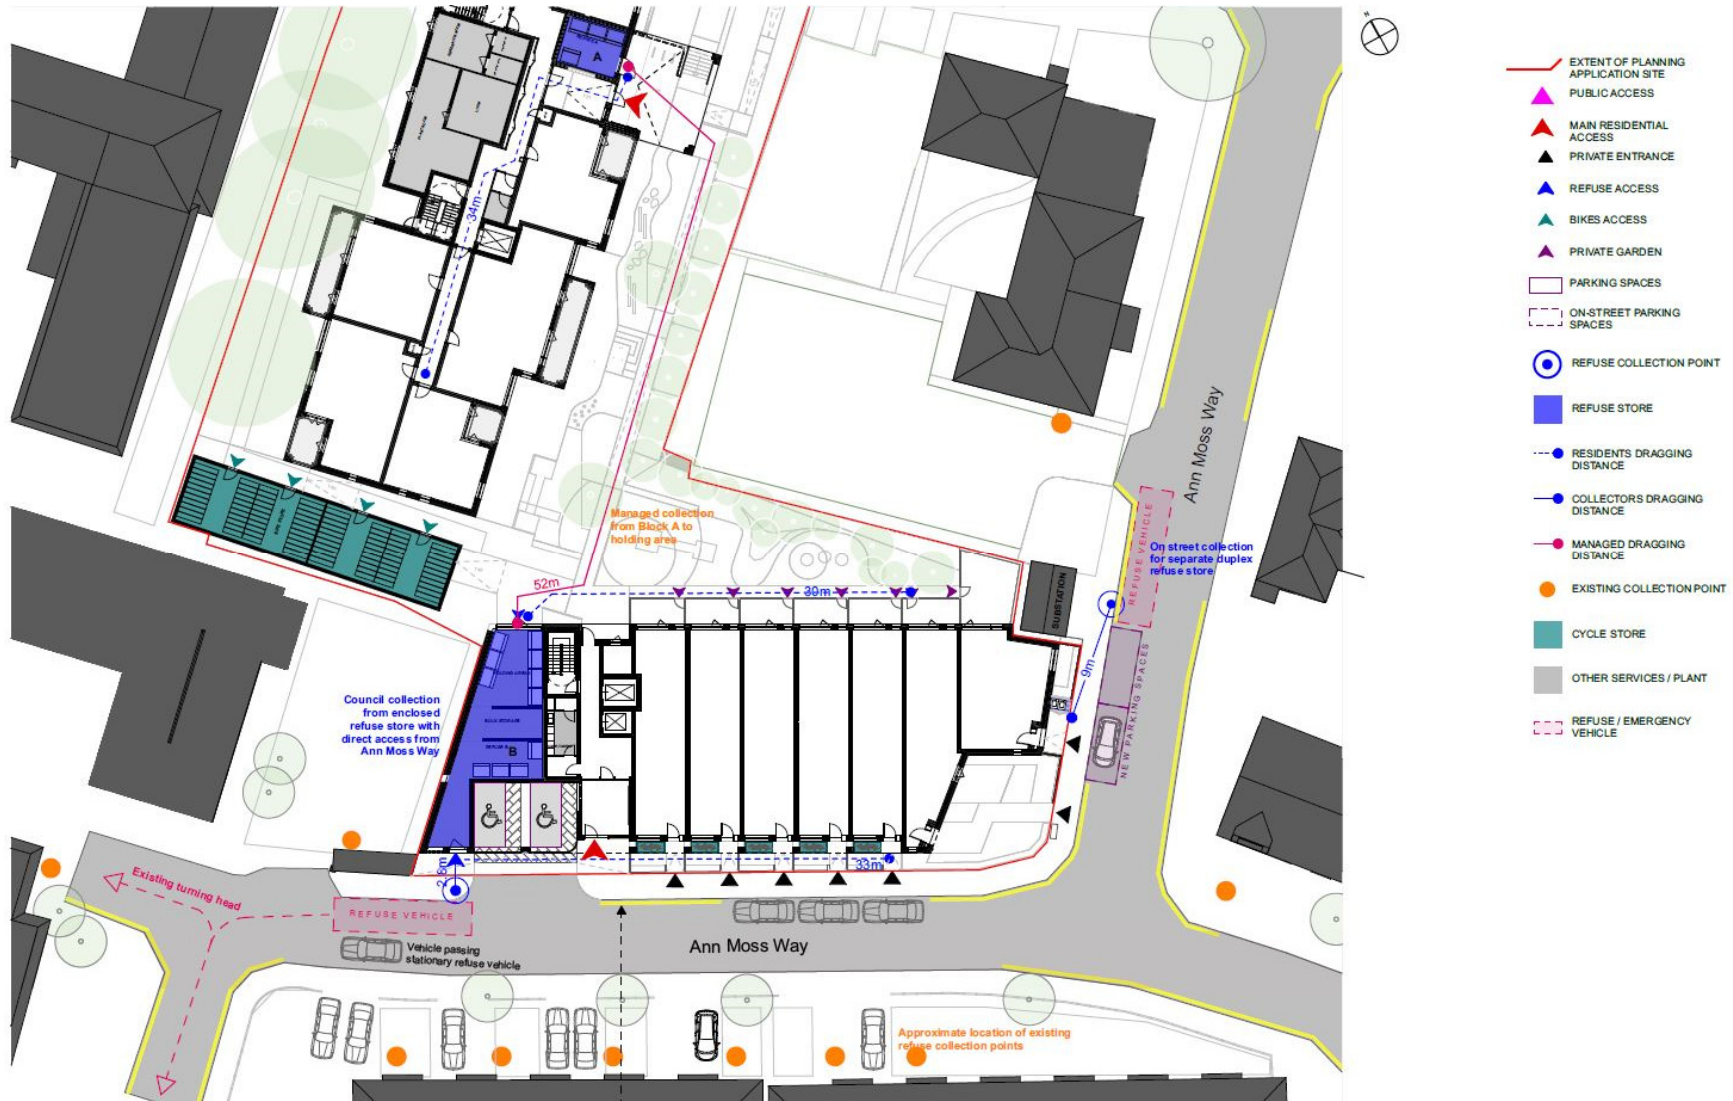 N
EXTENT OF PLANNING
APPLICATION SITE
PUBLIC ACCESS
MAIN RESIDENTIAL
ACCESS
PRIVATE ENTRANCE
REFUSE ACCESS
BIKES ACCESS
PRIVATE GARDEN
PARKING SPACES
ON-STREET PARKING
SPACES
REFUSE COLLECTION POINT
REFUSE STORE
RESIDENTS DRAGGING
DISTANCE
COLLECTORS DRAGGING
DISTANCE
MANAGED DRAGGING
DISTANCE
EXISTING COLLECTION POINT
CYCLE STORE
OTHER SERVICES / PLANT
REFUSE / EMERGENCY
VEHICLE
A
34m
Ann Moss Way
Managed collection
from Block A to
holding area
On street collection
for separate duplex
refuse store
REFUSE VEHICLE
SUBSTATION
52m
39m
9m
NEW PARKING SPACES
Council collection
from enclosed
refuse store with
direct access from
Ann Moss Way
BULK STORAGE
B
33m
2.6m
Existing turning head
REFUSE VEHICLE
Vehicle passing
stationary refuse vehicle
Ann Moss Way
Approximate location of existing
refuse collection points